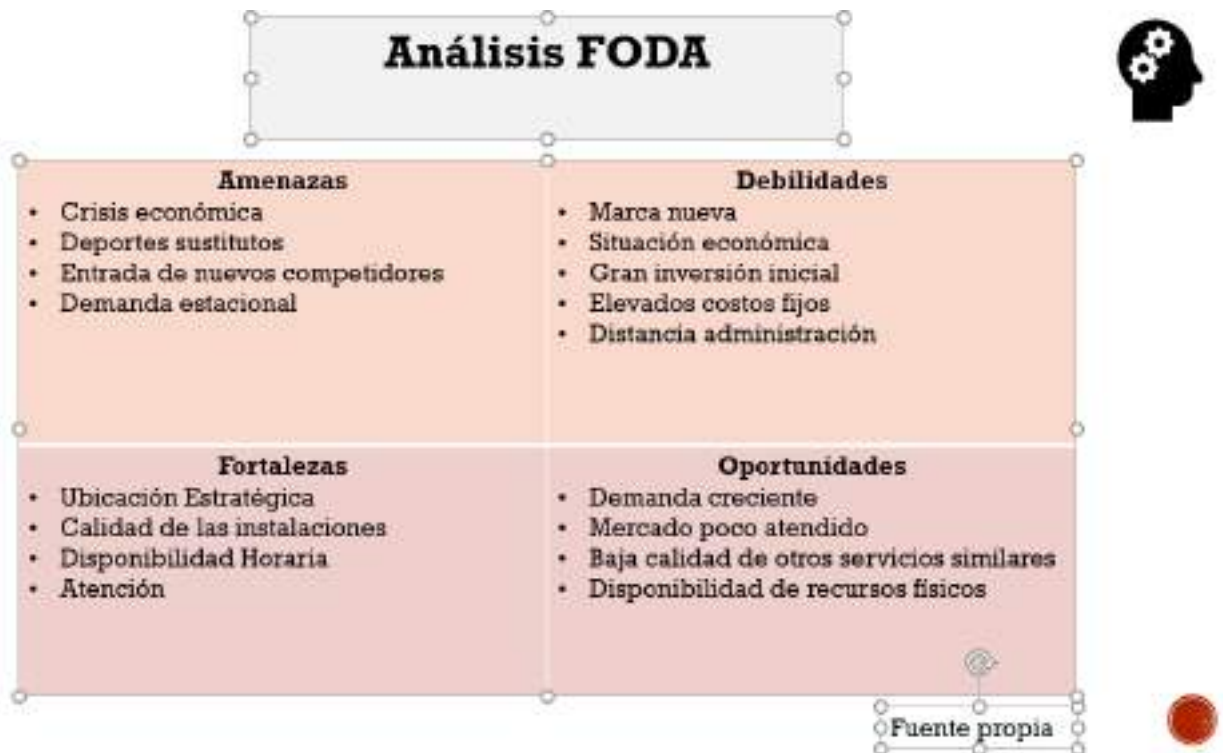 Análisis FODA
Amenazas
• Crisis económica
• Deportes sustitutos
• Entrada de nuevos competidores
• Demanda estacional
Debilidades
• Marca nueva
• Situación económica
• Gran inversión inicial
• Elevados costos fijos
• Distancia administración
Fortalezas
• Ubicación Estratégica
• Calidad de las instalaciones
• Disponibilidad Horaria
• Atención
Oportunidades
• Demanda creciente
• Mercado poco atendido
• Baja calidad de otros servicios similares
• Disponibilidad de recursos físicos
Fuente propia